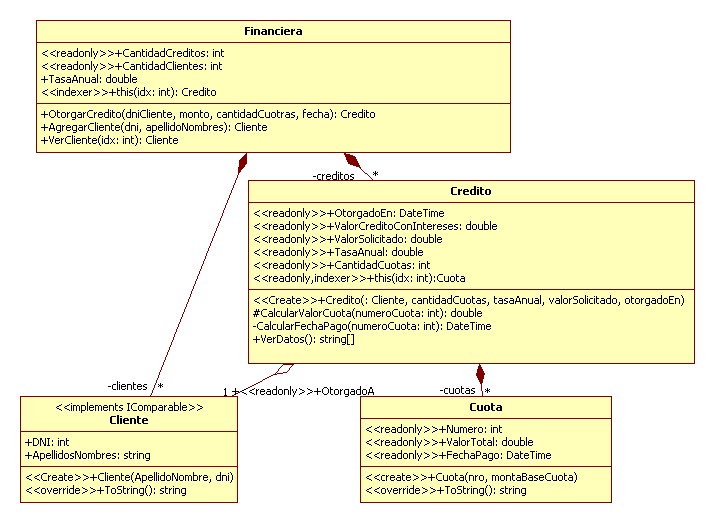 Financiera
<<readonly>>+CantidadCreditos: int
<<readonly>>+CantidadClientes: int
+TasaAnual: double
<<indexer>>+this(idx: int): Credito
+OtorgarCredito(dniCliente, monto, cantidadCuotras, fecha): Credito
+AgregarCliente(dni, apellidoNombres): Cliente
+VerCliente(idx: int): Cliente
-creditos *
Credito
<<readonly>>+OtorgadoEn: DateTime
<<readonly>>+ValorCreditoConIntereses: double
<<readonly>>+ValorSolicitado: double
<<readonly>>+TasaAnual: double
<<readonly>>+CantidadCuotas: int
<<readonly,indexer>>+this(idx: int):Cuota
<<Create>>+Credito(: Cliente, cantidadCuotas, tasaAnual, valorSolicitado, otorgadoEn)
#CalcularValorCuota(numeroCuota: int): double
-CalcularFechaPago(numeroCuota: int): DateTime
+VerDatos(): string[]
-clientes *
1 +<<readonly>>+OtorgadoA
-cuotas *
<<implements IComparable>>
Cliente
+DNI: int
+ApellidosNombres: string
<<Create>>+Cliente(ApellidoNombre, dni)
<<override>>+ToString(): string
Cuota
<<readonly>>+Numero: int
<<readonly>>+ValorTotal: double
<<readonly>>+FechaPago: DateTime
<<create>>+Cuota(nro, montaBaseCuota)
<<override>>+ToString(): string